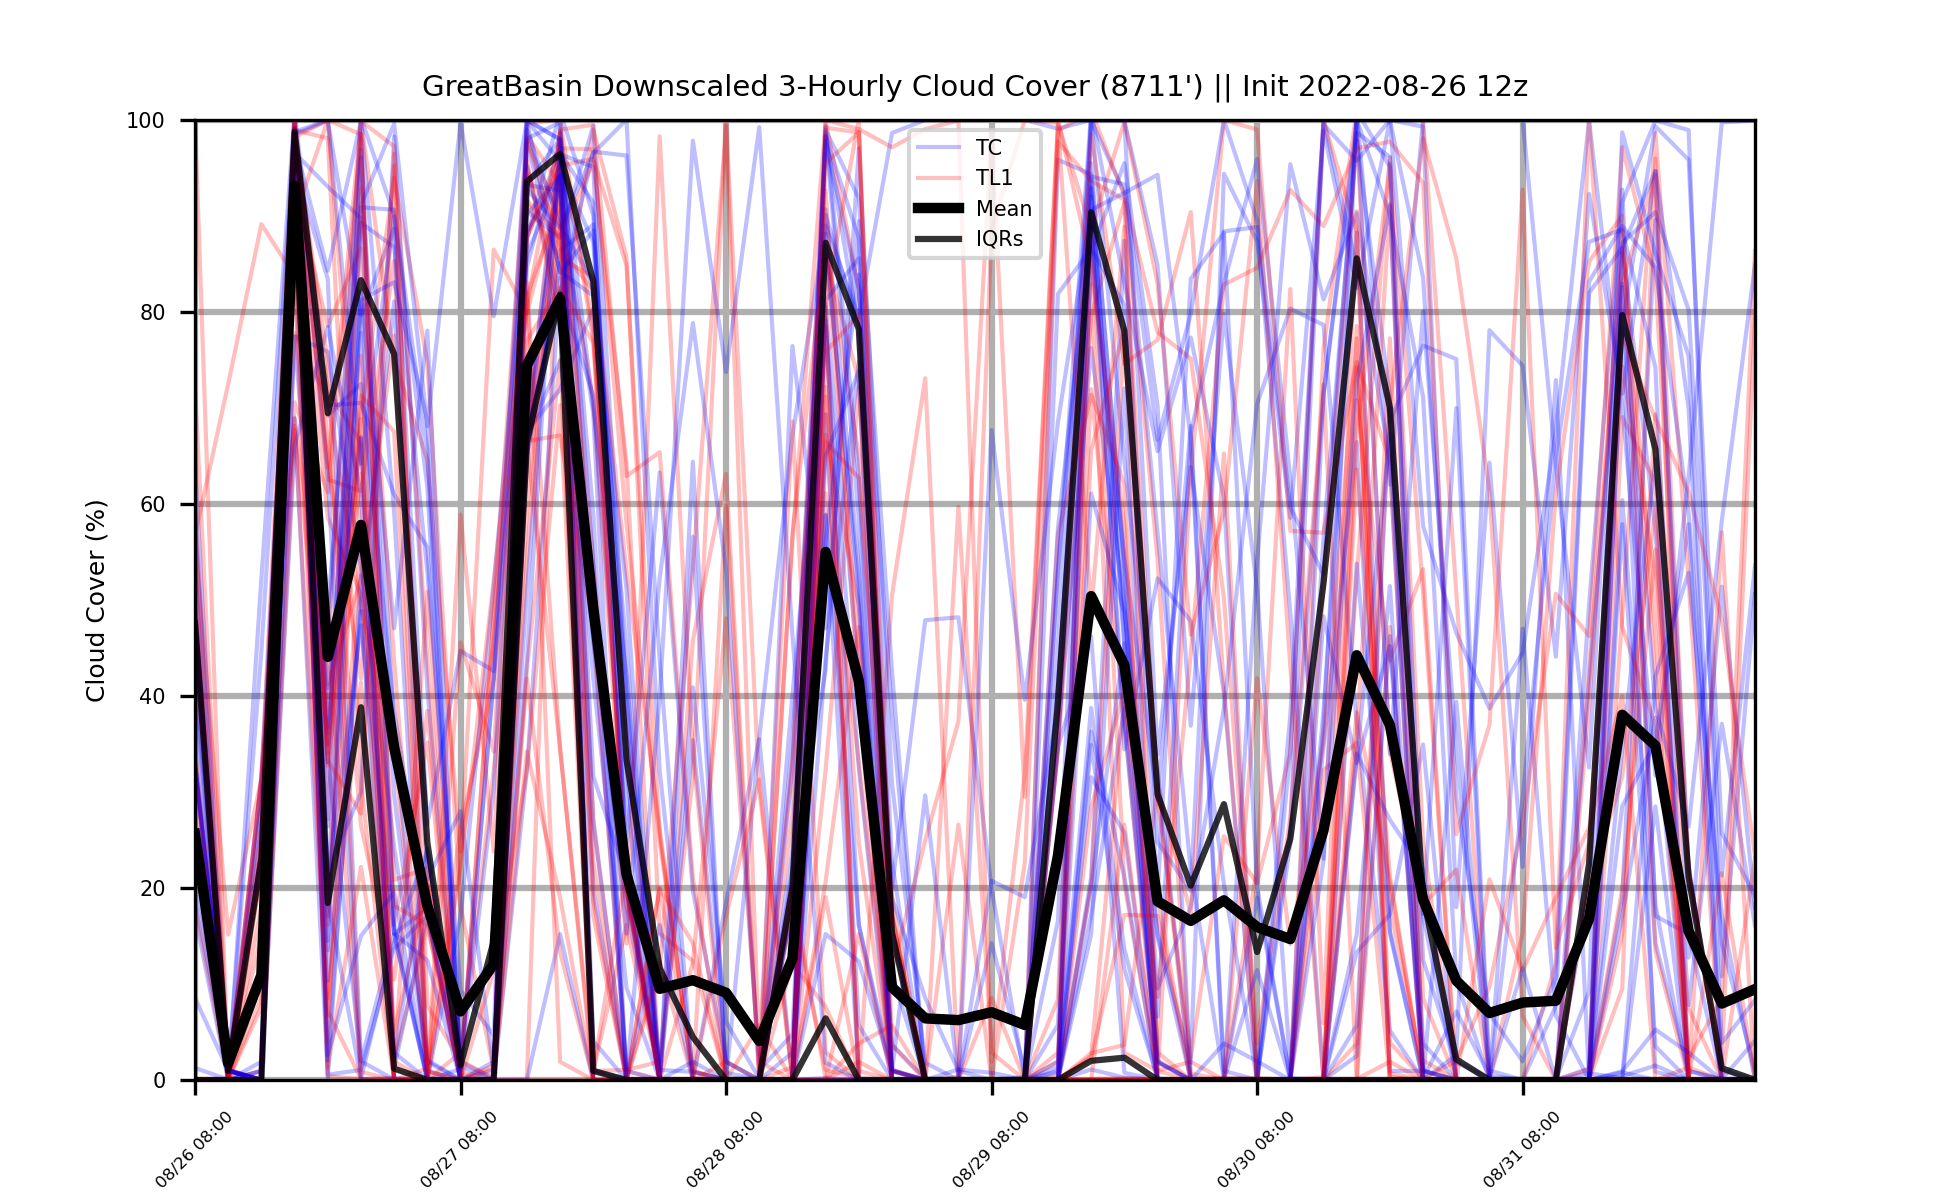 GreatBasin Downscaled 3-Hourly Cloud Cover (8711') || Init 2022-08-26 12z
TC
TL1
Mean
IQRs
Cloud Cover (%)
100
80
60
40
20
0
08/26 08:00
08/27 08:00
08/28 08:00
08/29 08:00
08/30 08:00
08/31 08:00